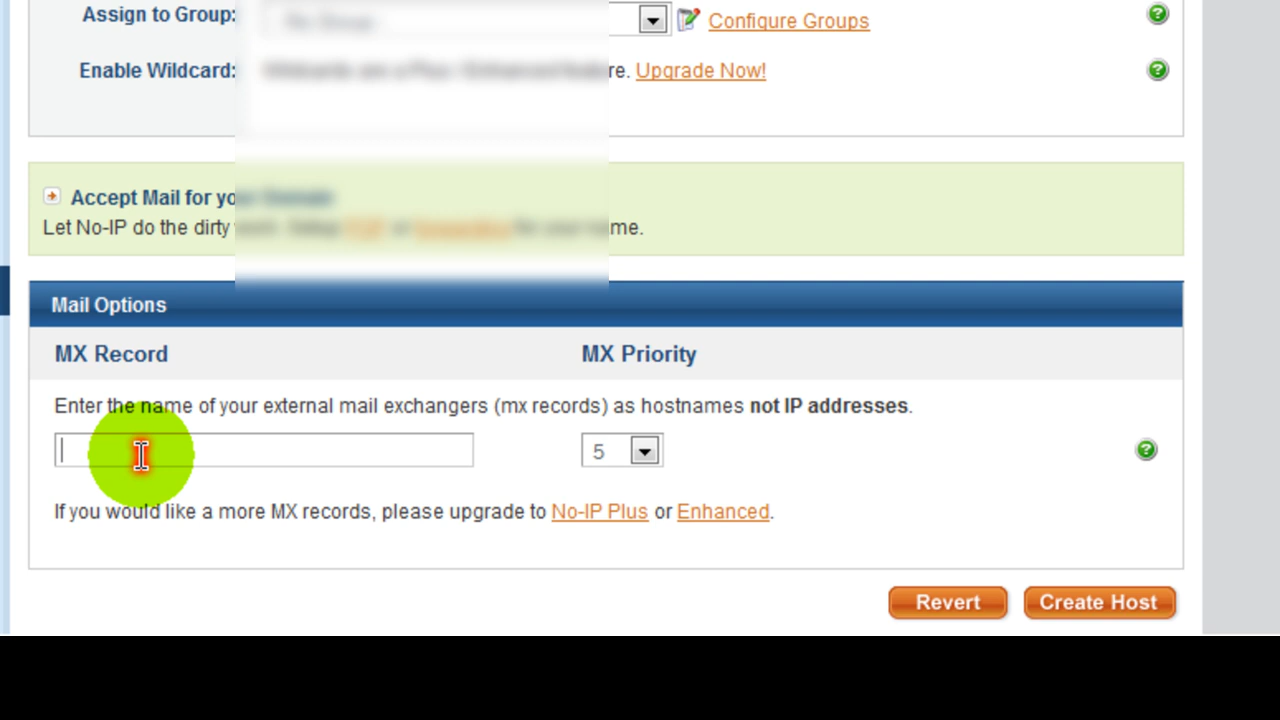 Assign to Group:
Configure Groups
Enable Wildcard: re. Upgrade Now!
Accept Mail for yo
Let No-IP do the dirty me.
Mail Options
MX Record MX Priority
Enter the name of your external mail exchangers (mx records) as hostnames not IP addresses.
5
If you would like a more MX records, please upgrade to No-IP Plus or Enhanced.
Revert Create Host